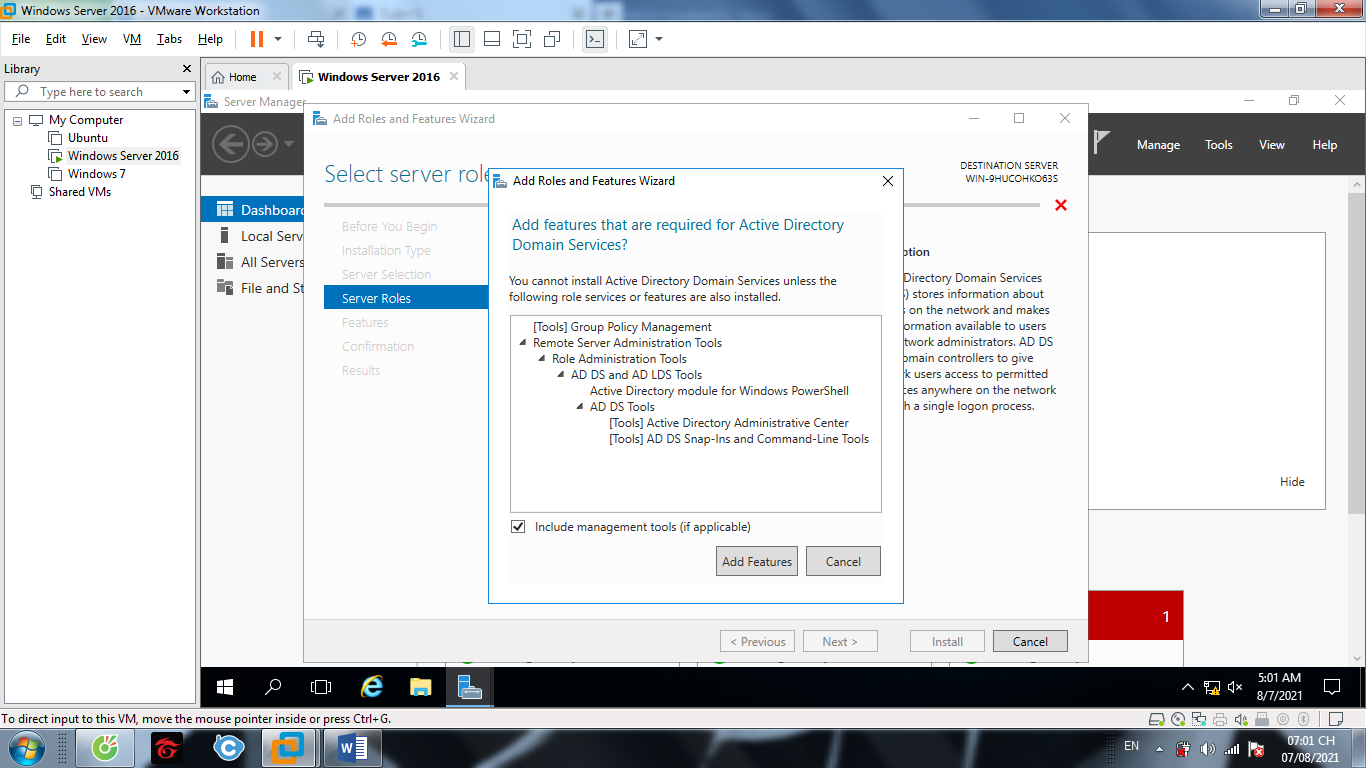 Windows Server 2016 - VMware Workstation
File Edit View VM Tabs Help
Library
Type here to search
My Computer
Ubuntu
Windows Server 2016
Windows 7
Shared VMs
Home
Windows Server 2016
Server Manager
Manage Tools View Help
Dashboard
Local Serv
All Servers
File and St
Add Roles and Features Wizard
Select server role
DESTINATION SERVER
WIN-9HUCOHKO63S
Before You Begin
Installation Type
Server Selection
Server Roles
Features
Confirmation
Results
Add Roles and Features Wizard
Add features that are required for Active Directory
Domain Services?
You cannot install Active Directory Domain Services unless the
following role services or features are also installed.
[Tools] Group Policy Management
Remote Server Administration Tools
Role Administration Tools
AD DS and AD LDS Tools
Active Directory module for Windows PowerShell
AD DS Tools
[Tools] Active Directory Administrative Center
[Tools] AD DS Snap-Ins and Command-Line Tools
Include management tools (if applicable)
Add Features
Cancel
ption
Directory Domain Services
) stores information about
on the network and makes
ormation available to users
twork administrators. AD DS
omain controllers to give
k users access to permitted
ces anywhere on the network
h a single logon process.
Hide
1
< Previous
Next >
Install
Cancel
5:01 AM
8/7/2021
To direct input to this VM, move the mouse pointer inside or press Ctrl+G.
EN
07:01 CH
07/08/2021